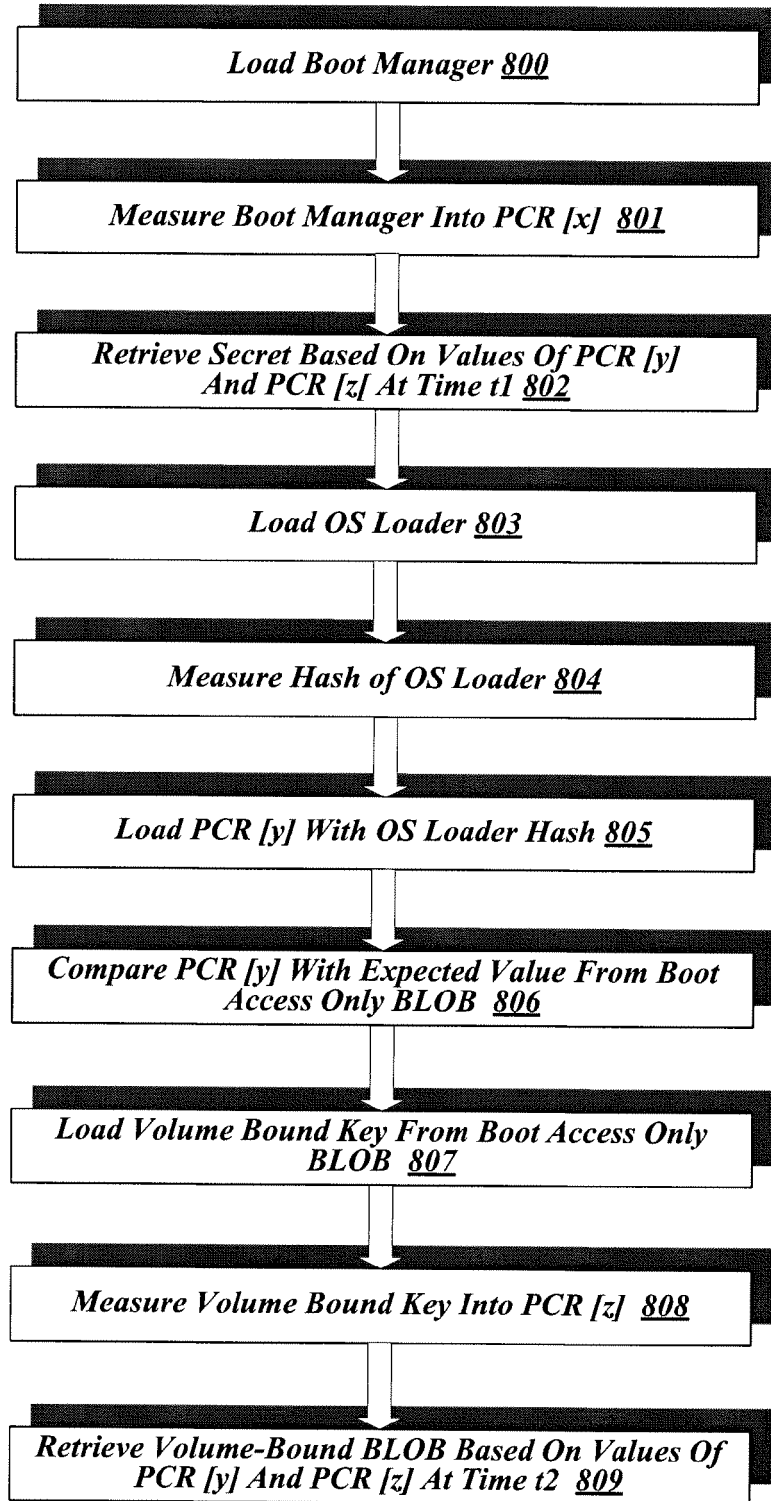 Load Boot Manager 800
Measure Boot Manager Into PCR [x] 801
Retrieve Secret Based On Values Of PCR [y]
And PCR [z[ At Time t1 802
Load OS Loader 803
Measure Hash of OS Loader 804
Load PCR [y] With OS Loader Hash 805
Compare PCR [y] With Expected Value From Boot
Access Only BLOB 806
Load Volume Bound Key From Boot Access Only
BLOB 807
Measure Volume Bound Key Into PCR [z] 808
Retrieve Volume-Bound BLOB Based On Values Of
PCR [y] And PCR [z] At Time t2 809